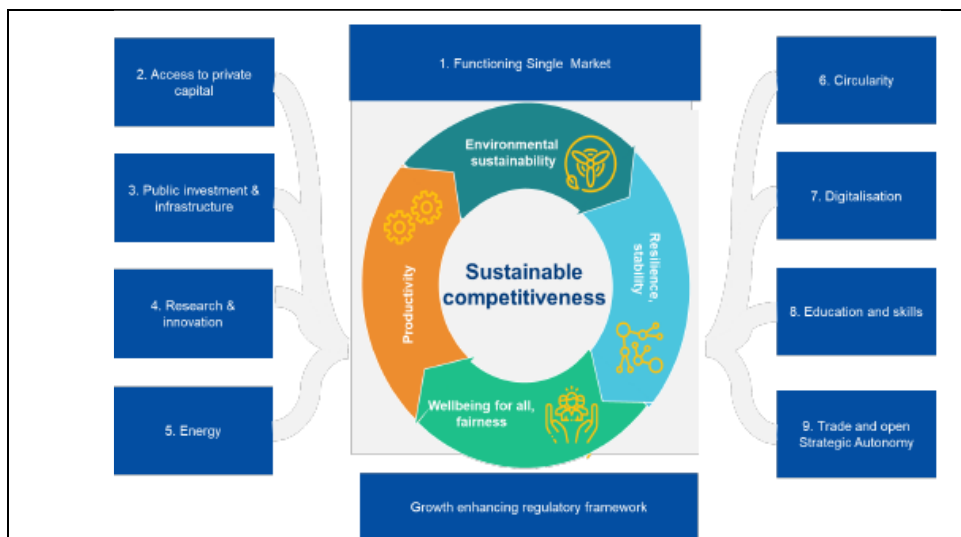 1. Functioning Single Market
2. Access to private
capital
3. Public investment &
infrastructure
4. Research &
innovation
5. Energy
Environmental
sustainability
Resilience,
stability
Productivity
Sustainable
competitiveness
Wellbeing for all,
fairness
6. Circularity
7. Digitalisation
8. Education and skills
9. Trade and open
Strategic Autonomy
Growth enhancing regulatory framework